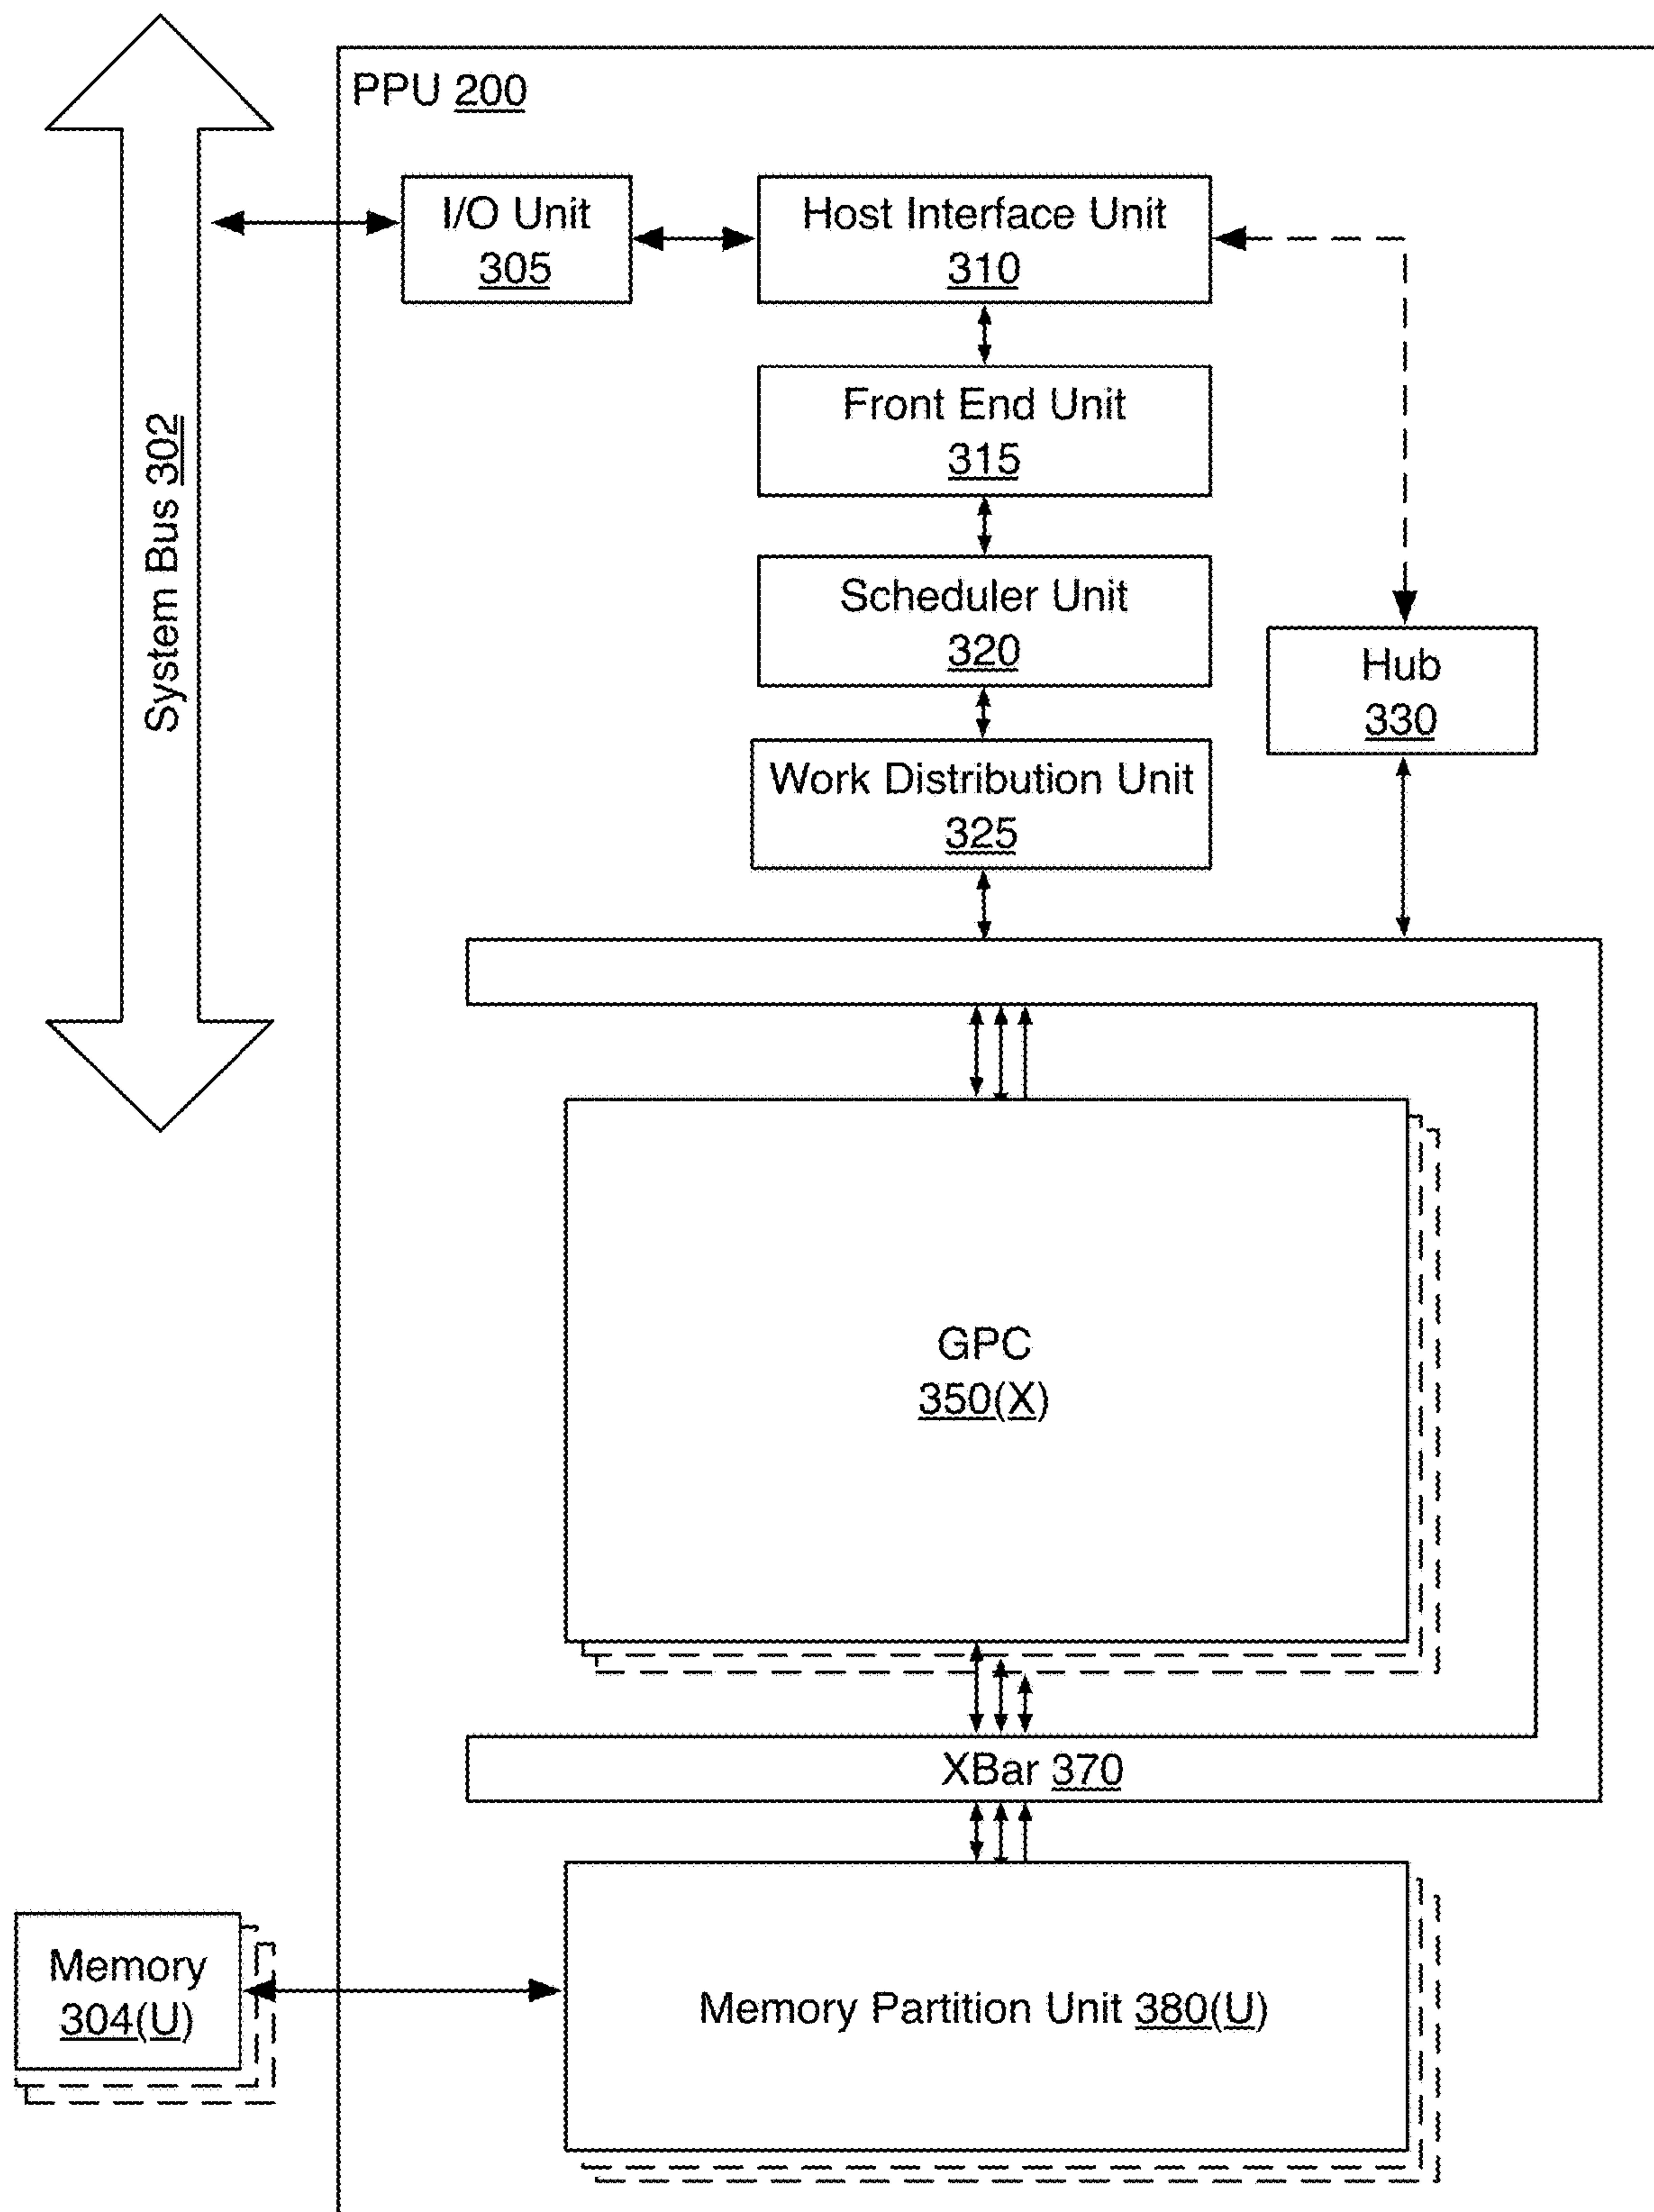 PPU 200
I/O Unit
305
Host Interface Unit
310
Front End Unit
315
System Bus 302
Scheduler Unit
320
Hub
330
Work Distribution Unit
325
GPC
350(X)
XBar 370
Memory
304(U)
Memory Partition Unit 380(U)